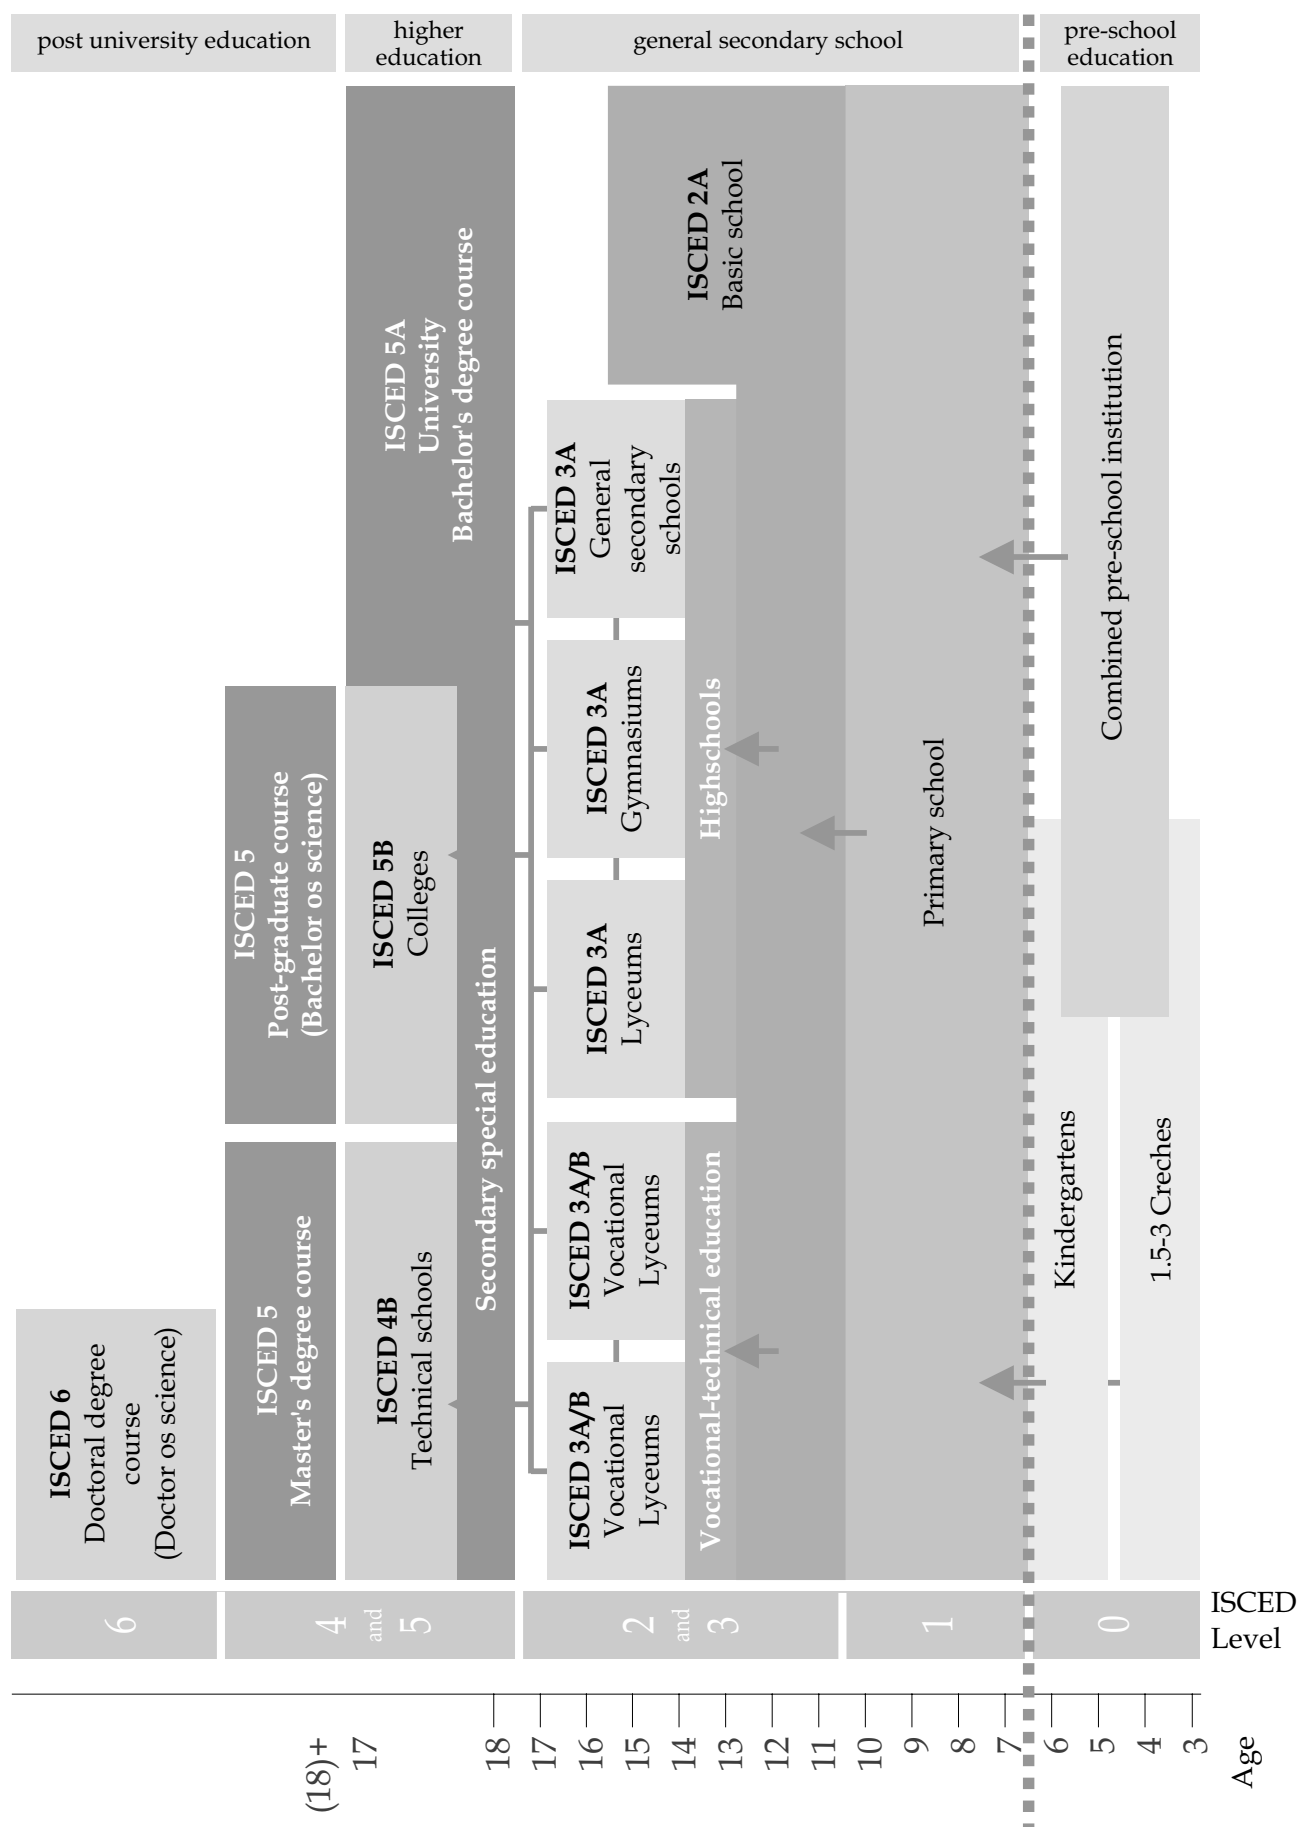 post university education
higher
education
general secondary school
pre-school
education
ISCED 6
Doctoral degree
course
(Doctor os science)
ISCED 5
Master's degree course
ISCED 5
Post-graduate course
(Bachelor os science)
ISCED 4B
Technical schools
ISCED 5B
Colleges
ISCED 5A
University
Bachelor's degree course
Secondary special education
ISCED 3A/B
Vocational
Lyceums
ISCED 3A/B
Vocational
Lyceums
ISCED 3A
Lyceums
ISCED 3A
Gymnasiums
ISCED 3A
General
secondary
schools
Vocational-technical education
Highschools
ISCED 2A
Basic school
Primary school
Kindergartens
1.5-3 Creches
Combined pre-school institution
6
4
and
5
2
and
3
1
0
ISCED
Level
(18)+
17
18
17
16
15
14
13
12
11
10
9
8
7
6
5
4
3
Age